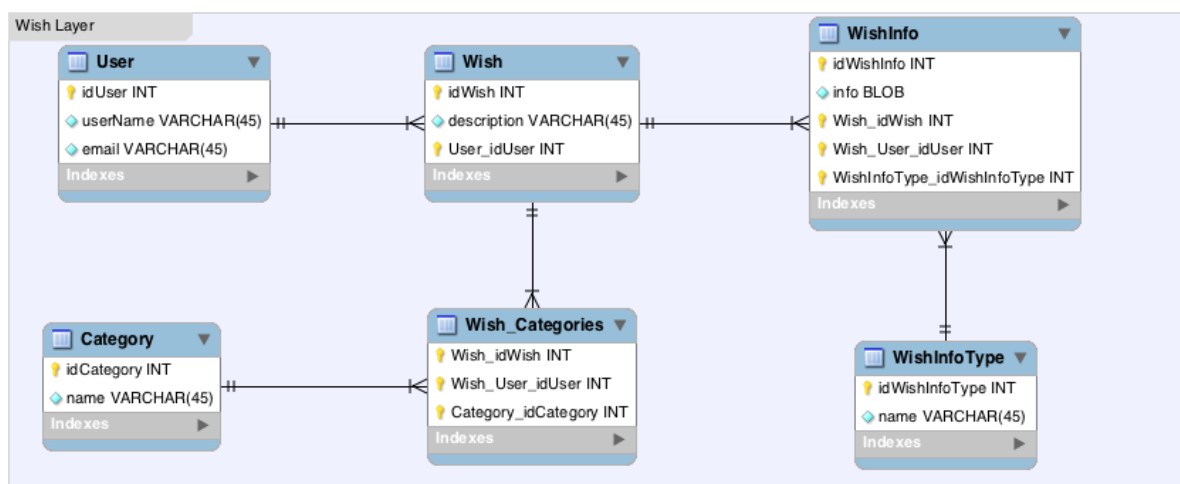 Wish Layer
User
idUser INT
userName VARCHAR(45)
email VARCHAR(45)
Indexes
Wish
idWish INT
description VARCHAR(45)
User_idUser INT
Indexes
WishInfo
idWishInfo INT
info BLOB
Wish_idWish INT
Wish_User_idUser INT
WishInfoType_idWishInfoType INT
Indexes
Category
idCategory INT
name VARCHAR(45)
Indexes
Wish_Categories
Wish_idWish INT
Wish_User_idUser INT
Category_idCategory INT
Indexes
WishInfoType
idWishInfoType INT
name VARCHAR(45)
Indexes